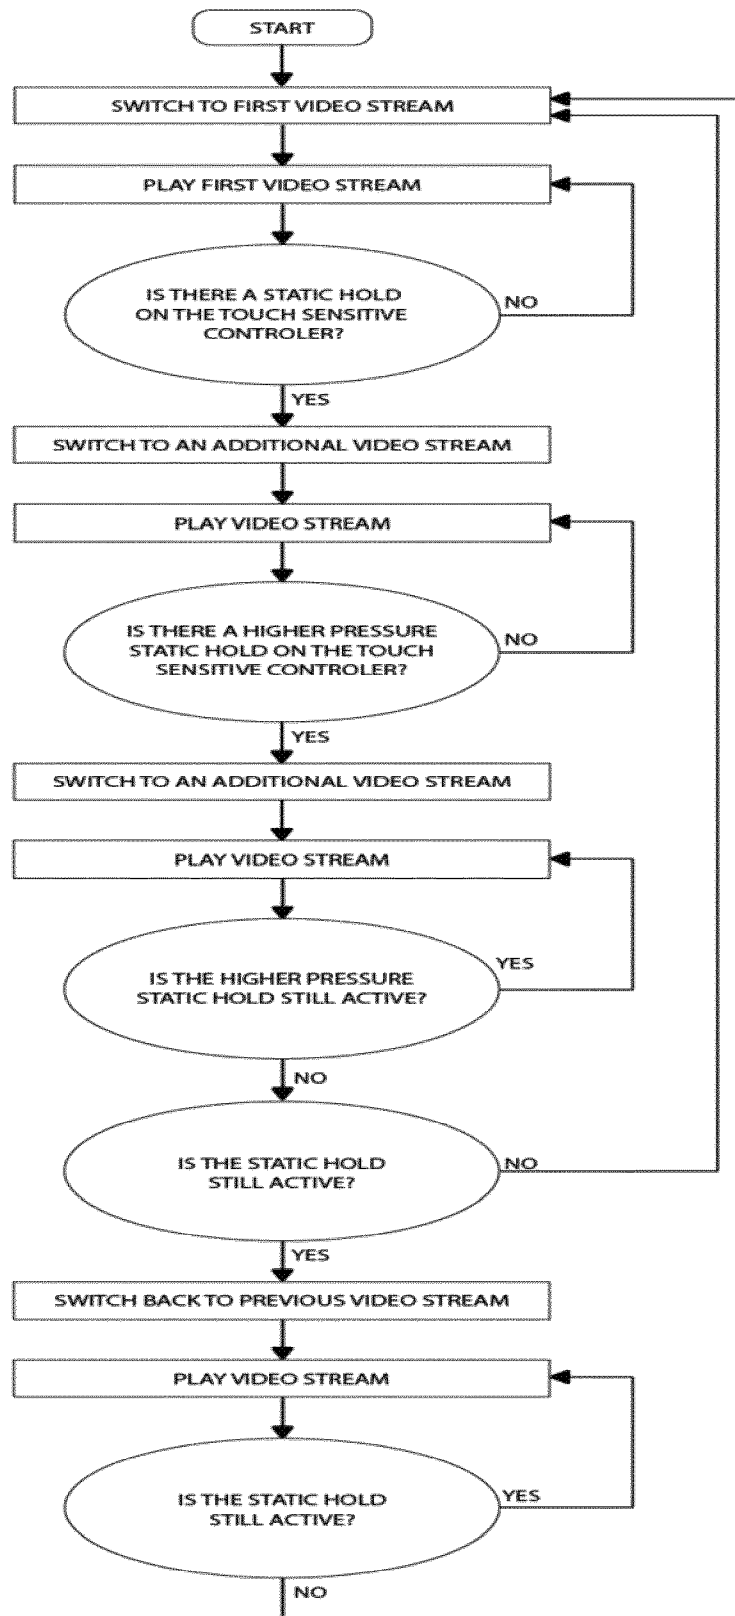 START
SWITCH TO FIRST VIDEO STREAM
PLAY FIRST VIDEO STREAM
IS THERE A STATIC HOLD
ON THE TOUCH SENSITIVE
CONTROLER?
NO
YES
SWITCH TO AN ADDITIONAL VIDEO STREAM
PLAY VIDEO STREAM
IS THERE A HIGHER PRESSURE
STATIC HOLD ON THE TOUCH
SENSITIVE CONTROLER?
NO
YES
SWITCH TO AN ADDITIONAL VIDEO STREAM
PLAY VIDEO STREAM
IS THE HIGHER PRESSURE
STATIC HOLD STILL ACTIVE?
YES
NO
IS THE STATIC HOLD
STILL ACTIVE?
NO
YES
SWITCH BACK TO PREVIOUS VIDEO STREAM
PLAY VIDEO STREAM
IS THE STATIC HOLD
STILL ACTIVE?
YES
NO